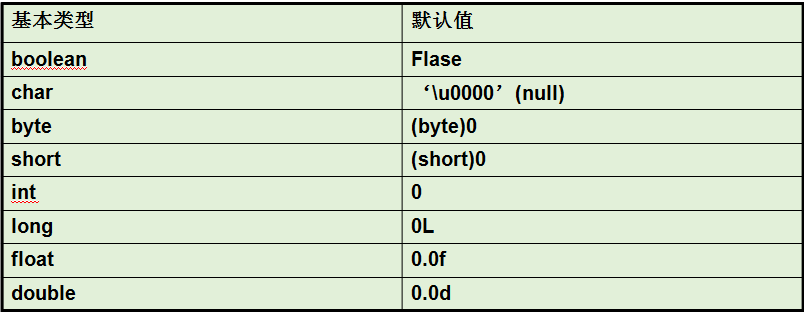 基本类型 默认值
boolean Flase
char ‘\u0000’(null)
byte (byte)0
short (short)0
int 0
long 0L
float 0.0f
double 0.0d